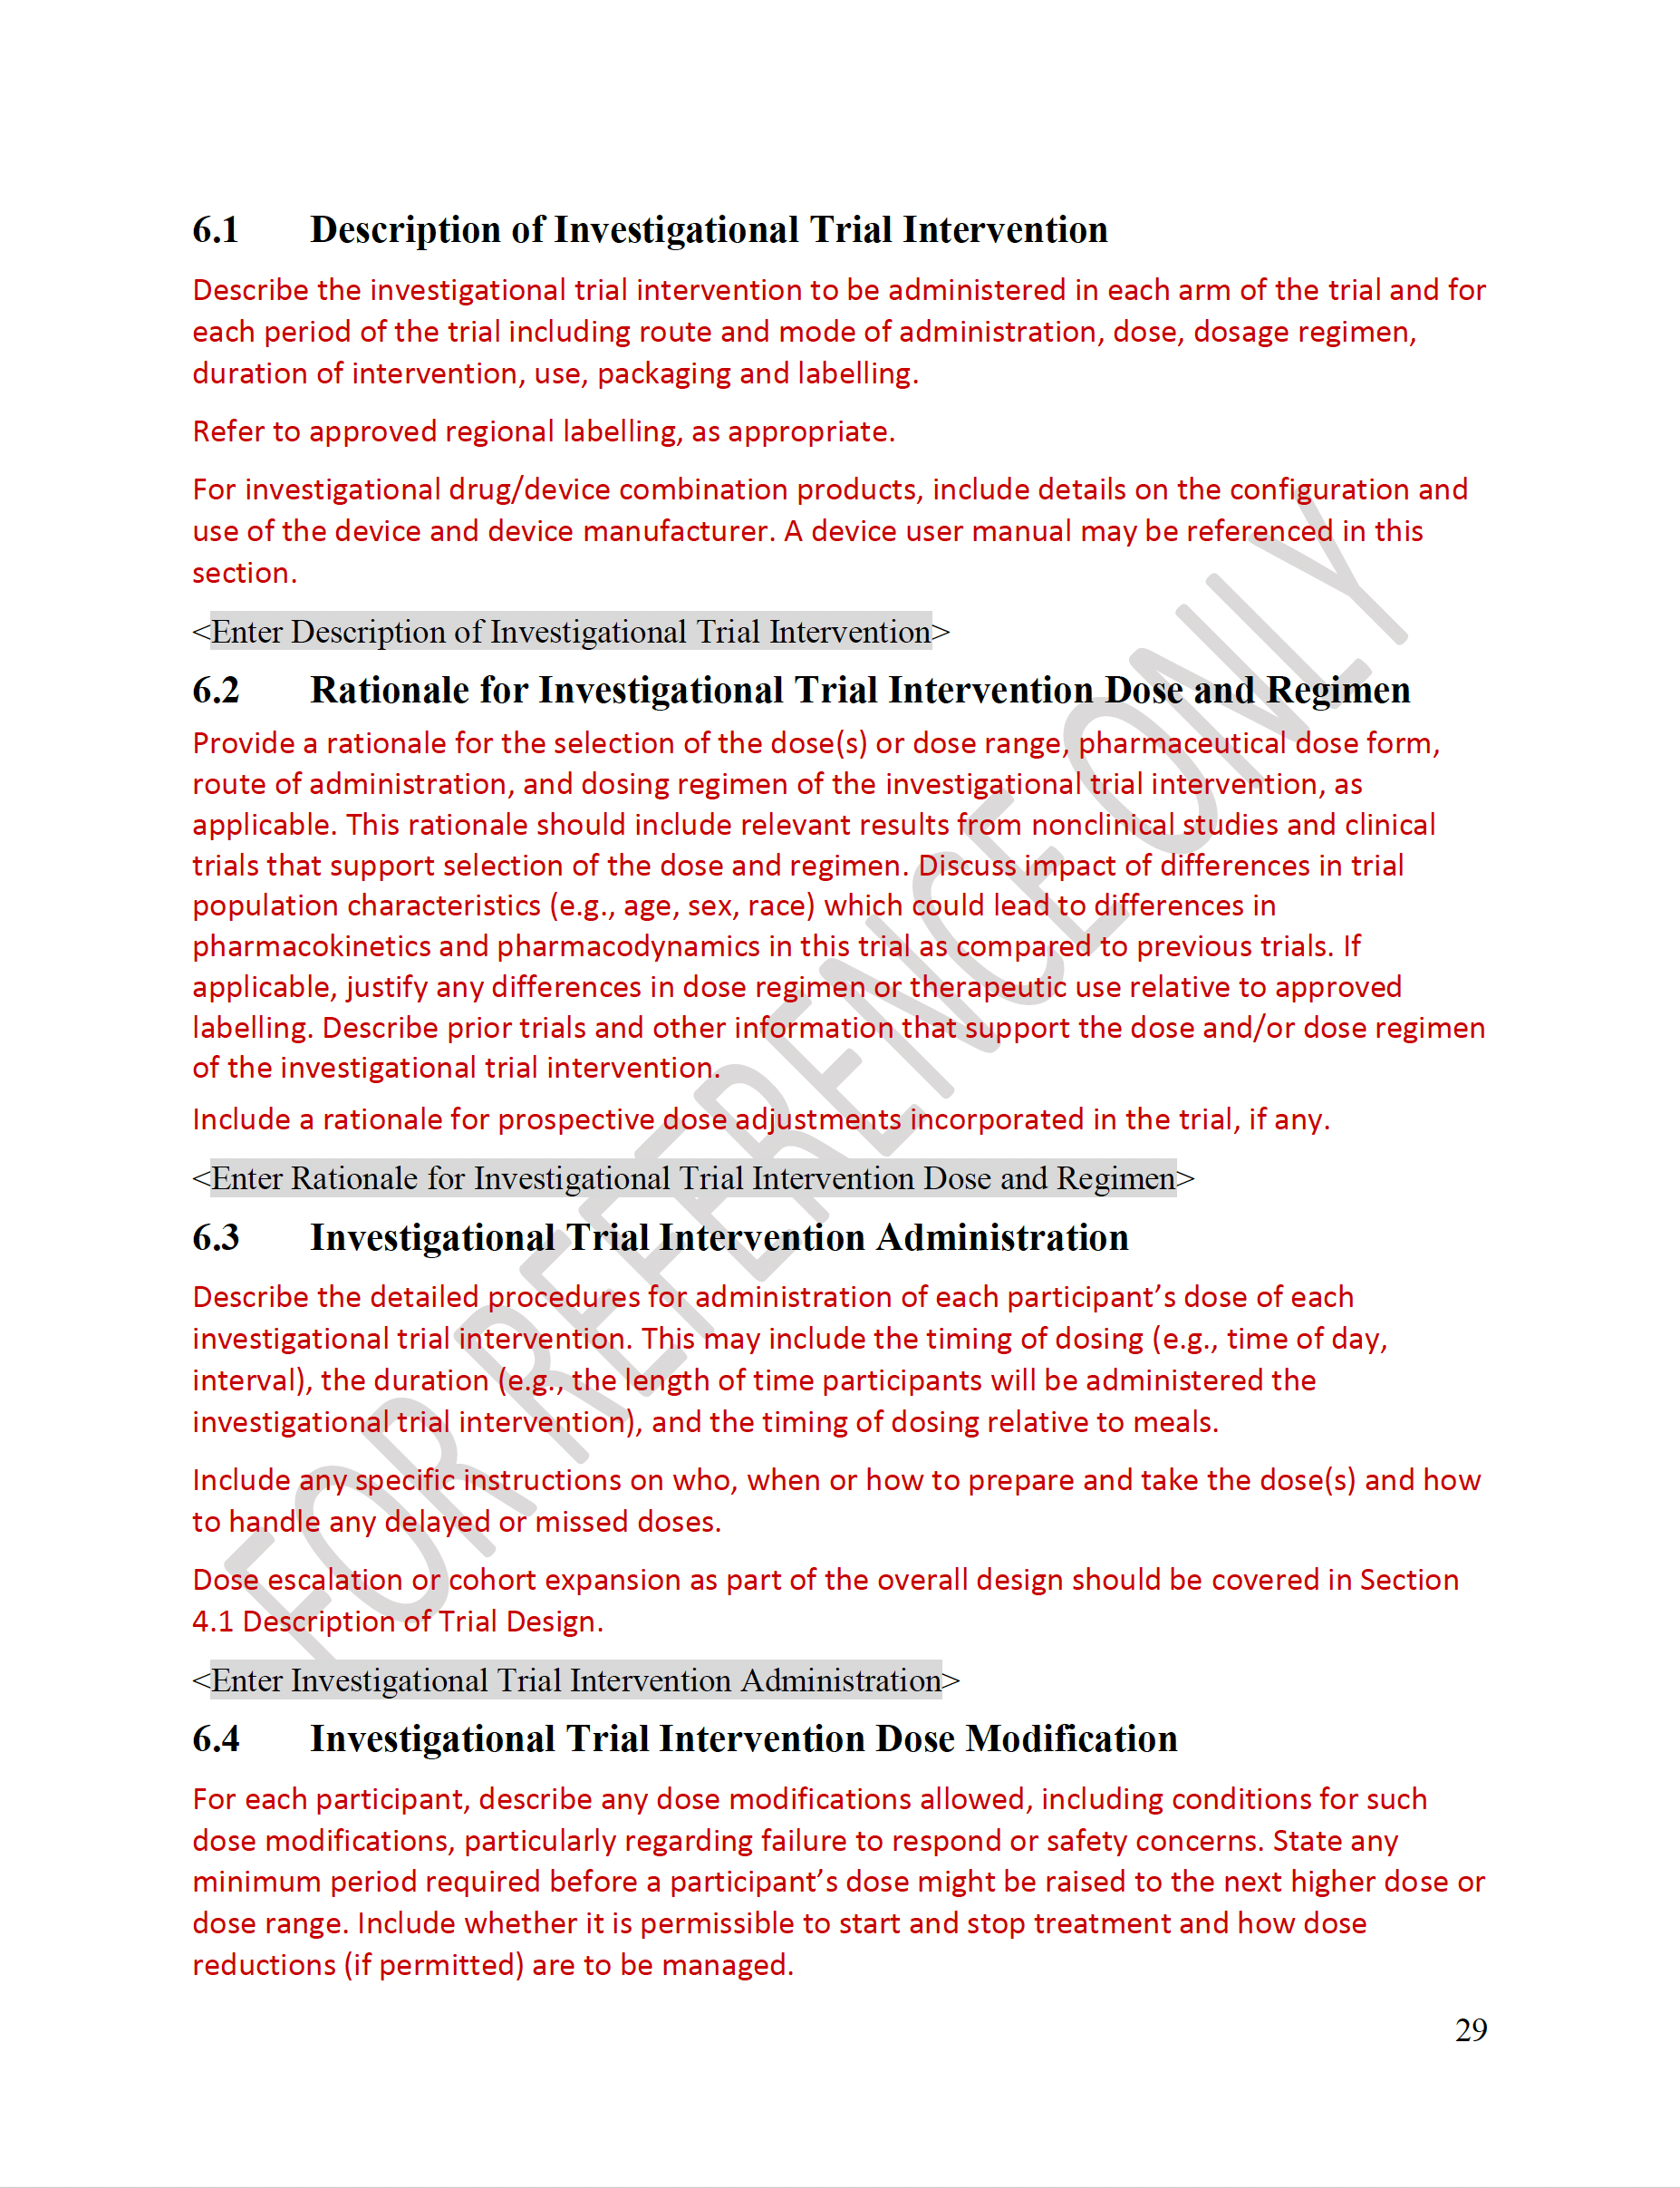 6.1 Description of Investigational Trial Intervention
Describe the investigational trial intervention to be administered in each arm of the trial and for
each period of the trial including route and mode of administration, dose, dosage regimen,
duration of intervention, use, packaging and labelling.
Refer to approved regional labelling, as appropriate.
For investigational drug/device combination products, include details on the configuration and
use of the device and device manufacturer. A device user manual may be referenced in this
section.
<Enter Description of Investigational Trial Intervention>
6.2 Rationale for Investigational Trial Intervention Dose and Regimen
Provide a rationale for the selection of the dose(s) or dose range, pharmaceutical dose form,
route of administration, and dosing regimen of the investigational trial intervention, as
applicable. This rationale should include relevant results from nonclinical studies and clinical
trials that support selection of the dose and regimen. Discuss impact of differences in trial
population characteristics (e.g., age, sex, race) which could lead to differences in
pharmacokinetics and pharmacodynamics in this trial as compared to previous trials. If
applicable, justify any differences in dose regimen or therapeutic use relative to approved
labelling. Describe prior trials and other information that support the dose and/or dose regimen
of the investigational trial intervention.
Include a rationale for prospective dose adjustments incorporated in the trial, if any.
<Enter Rationale for Investigational Trial Intervention Dose and Regimen>
6.3 Investigational Trial Intervention Administration
Describe the detailed procedures for administration of each participant’s dose of each
investigational trial intervention. This may include the timing of dosing (e.g., time of day,
interval), the duration (e.g., the length of time participants will be administered the
investigational trial intervention), and the timing of dosing relative to meals.
Include any specific instructions on who, when or how to prepare and take the dose(s) and how
to handle any delayed or missed doses.
Dose escalation or cohort expansion as part of the overall design should be covered in Section
4.1 Description of Trial Design.
<Enter Investigational Trial Intervention Administration>
6.4 Investigational Trial Intervention Dose Modification
For each participant, describe any dose modifications allowed, including conditions for such
dose modifications, particularly regarding failure to respond or safety concerns. State any
minimum period required before a participant’s dose might be raised to the next higher dose or
dose range. Include whether it is permissible to start and stop treatment and how dose
reductions (if permitted) are to be managed.
29
FOR REFERENCE ONLY